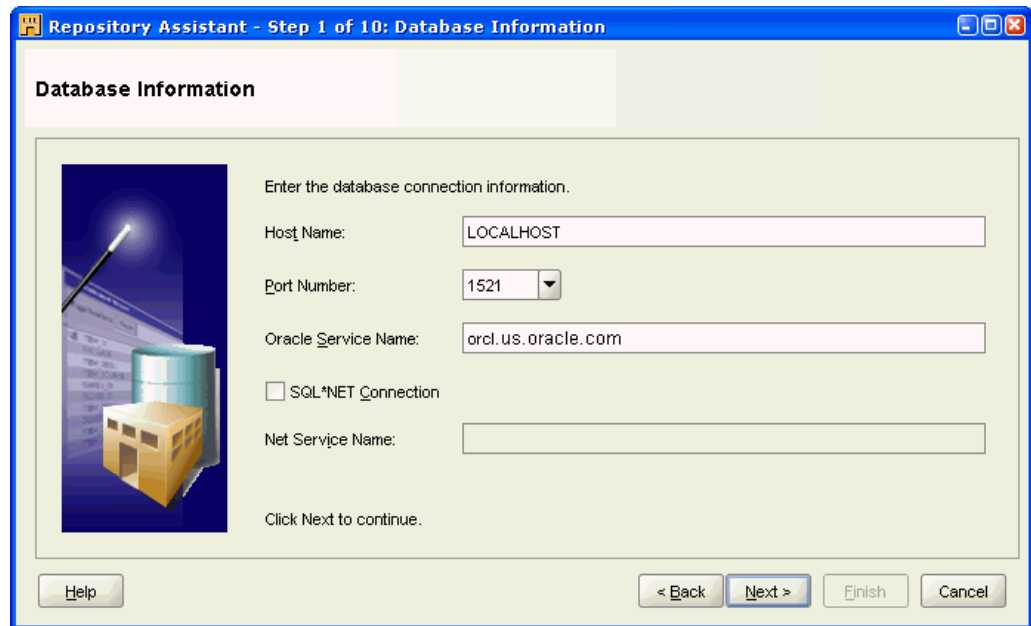 Repository Assistant - Step 1 of 10: Database Information
Database Information
Enter the database connection information.
Host Name: LOCALHOST
Port Number: 1521
Oracle Service Name: orcl.us.oracle.com
SQL*NET Connection
Net Service Name:
Click Next to continue.
Help < Back Next > Finish Cancel